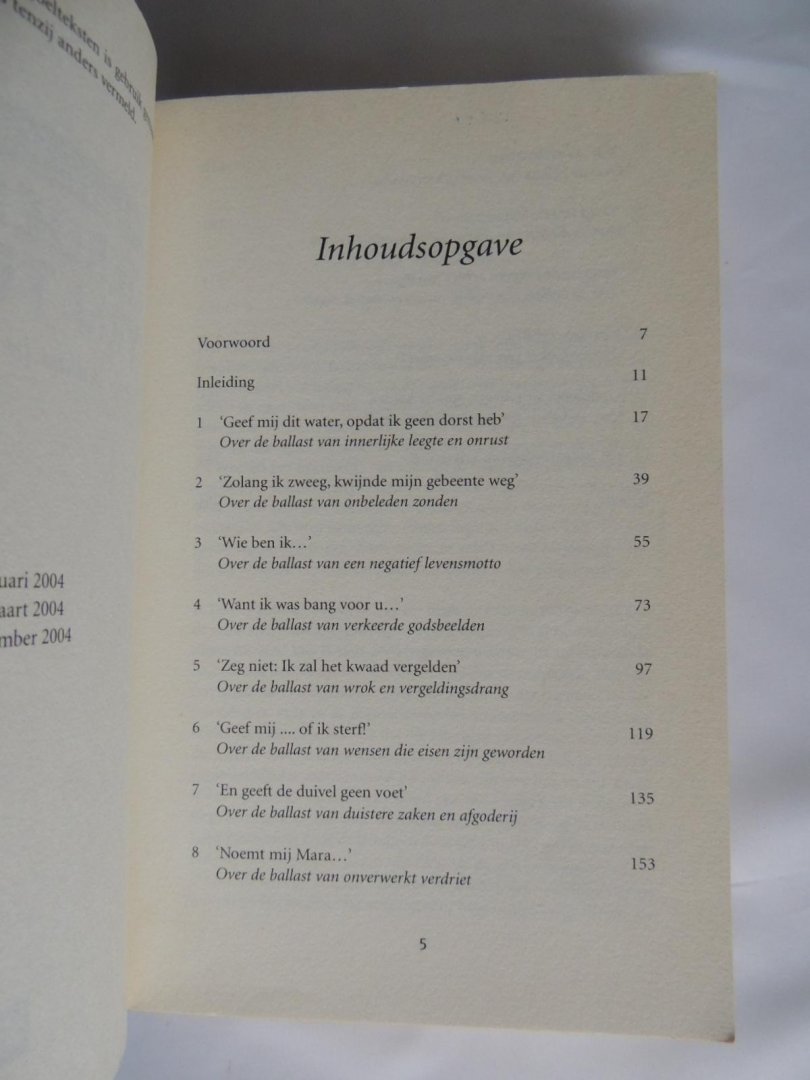 is gebruik
tenzij anders vermeld.
uari 2004
aart 2004
mber 2004
Inhoudsopgave
Voorwoord 7
Inleiding 11
1 ‘Geef mij dit water, opdat ik geen dorst heb’ 17
Over de ballast van innerlijke leegte en onrust
2 ‘Zolang ik zweeg, kwijnde mijn gebeente weg’ 39
Over de ballast van onbeleden zonden
3 ‘Wie ben ik…’ 55
Over de ballast van een negatief levensmotto
4 ‘Want ik was bang voor u…’ 73
Over de ballast van verkeerde godsbeelden
5 ‘Zeg niet: Ik zal het kwaad vergelden’ 97
Over de ballast van wrok en vergeldingsdrang
6 ‘Geef mij .... of ik sterf!’ 119
Over de ballast van wensen die eisen zijn geworden
7 ‘En geeft de duivel geen voet’ 135
Over de ballast van duistere zaken en afgoderij
8 ‘Noemt mij Mara…’ 153
Over de ballast van onverwerkt verdriet
5